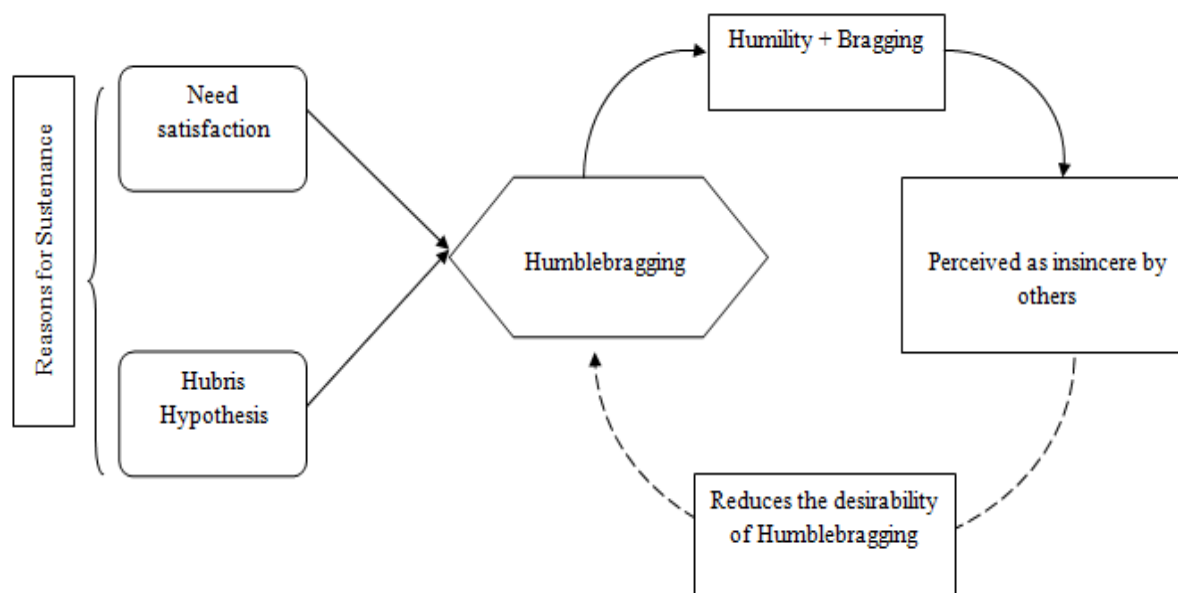 Reasons for Sustenance
Need
satisfaction
Hubris
Hypothesis
Humblebragging
Humility + Bragging
Perceived as insincere by
others
Reduces the desirability
of Humblebragging